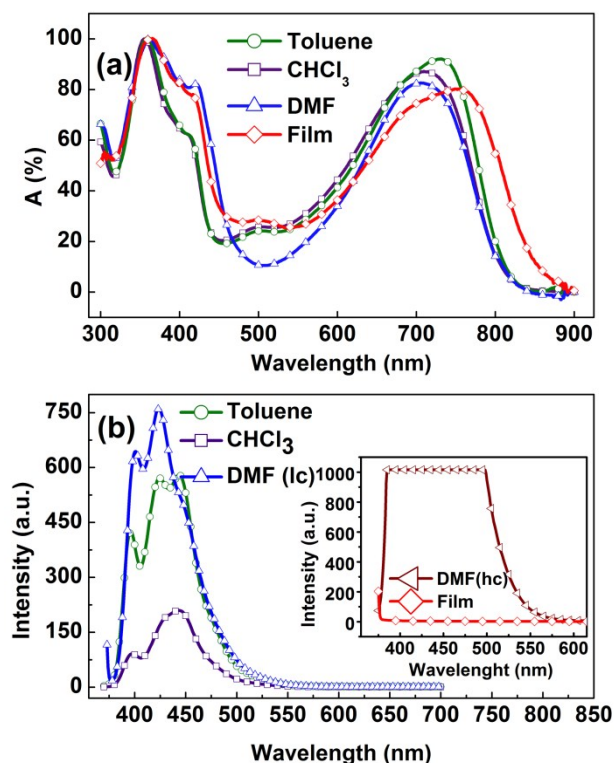 (a)
Toluene
CHCl3
DMF
Film
A (%)
100
80
60
40
20
0
300 400 500 600 700 800 900
Wavelength (nm)
(b)
Toluene
CHCl3
DMF (lc)
Intensity (a.u.)
750
600
450
300
150
0
400 450 500 550 600 650 700 750 800 850
Wavelength (nm)
Intensity (a.u.)
1000
800
600
400
200
0
DMF(hc)
Film
400 450 500 550 600
Wavelenght (nm)